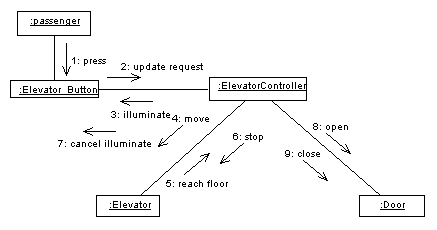 :passenger
1: press
2: update request
:Elevator_Button
:ElevatorController
3: illuminate
4: move
8: open
7: cancel illuminate
6: stop
9: close
5: reach floor
:Elevator
:Door